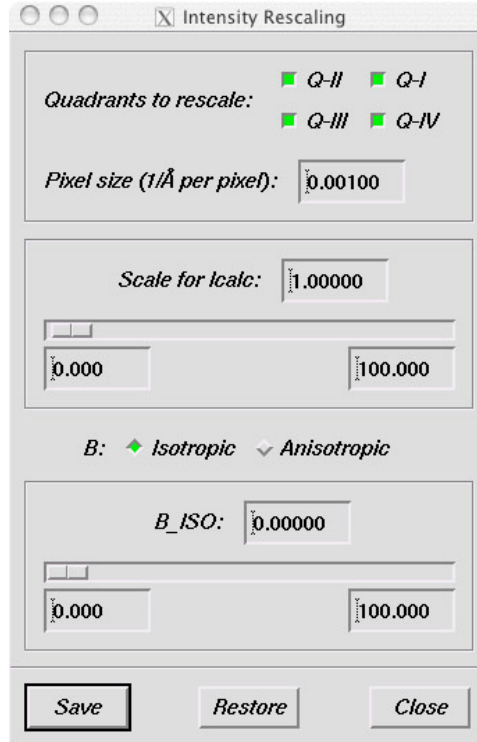 Intensity Rescaling
Quadrants to rescale:
Q-II Q-I
Q-III Q-IV
Pixel size (1/Å per pixel): 0.00100
Scale for Icalc: 1.00000
0.000 100.000
B: Isotropic Anisotropic
B_ISO: 0.00000
0.000 100.000
Save Restore Close